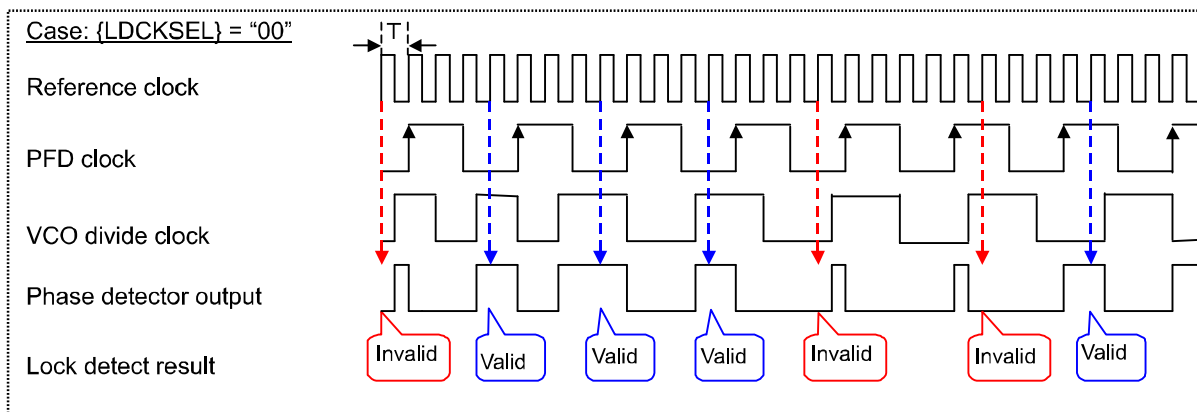 Case: {LDCKSEL} = “00”
T
Reference clock
PFD clock
VCO divide clock
Phase detector output
Lock detect result
Invalid
Valid
Valid
Valid
Invalid
Invalid
Valid